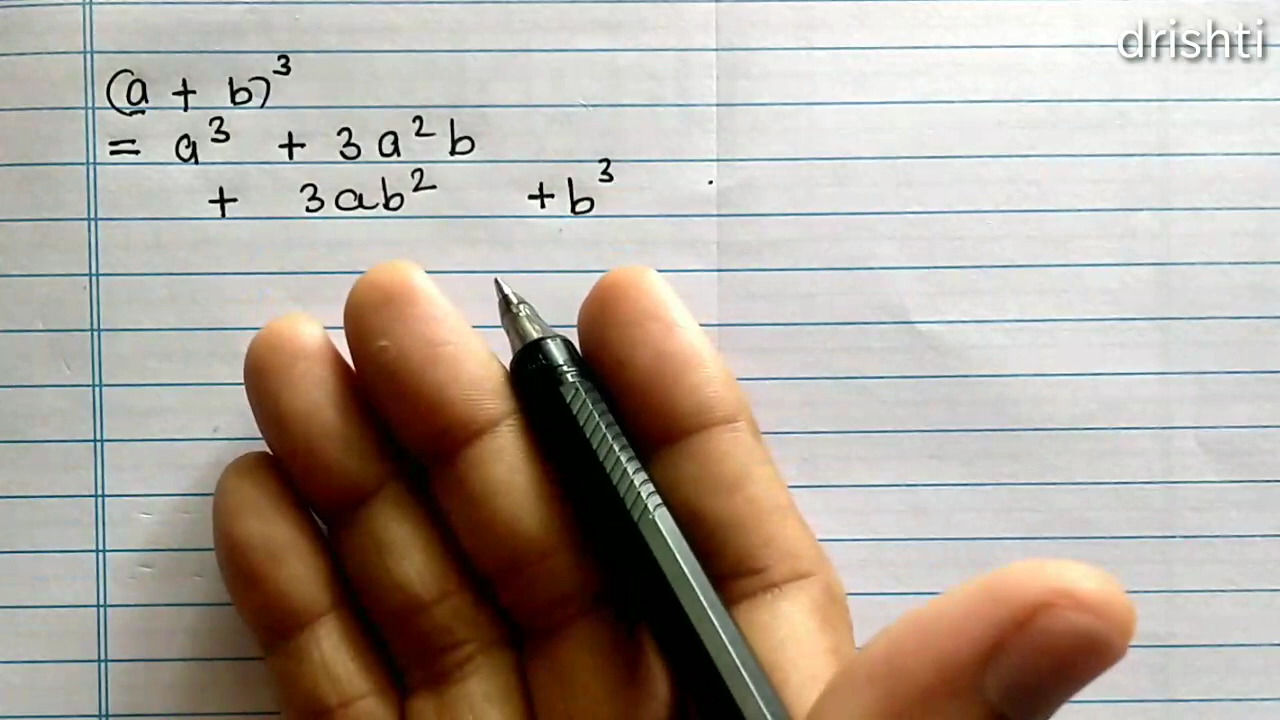 drishti
(a + b)³
= a³ + 3a²b
+ 3ab² + b³